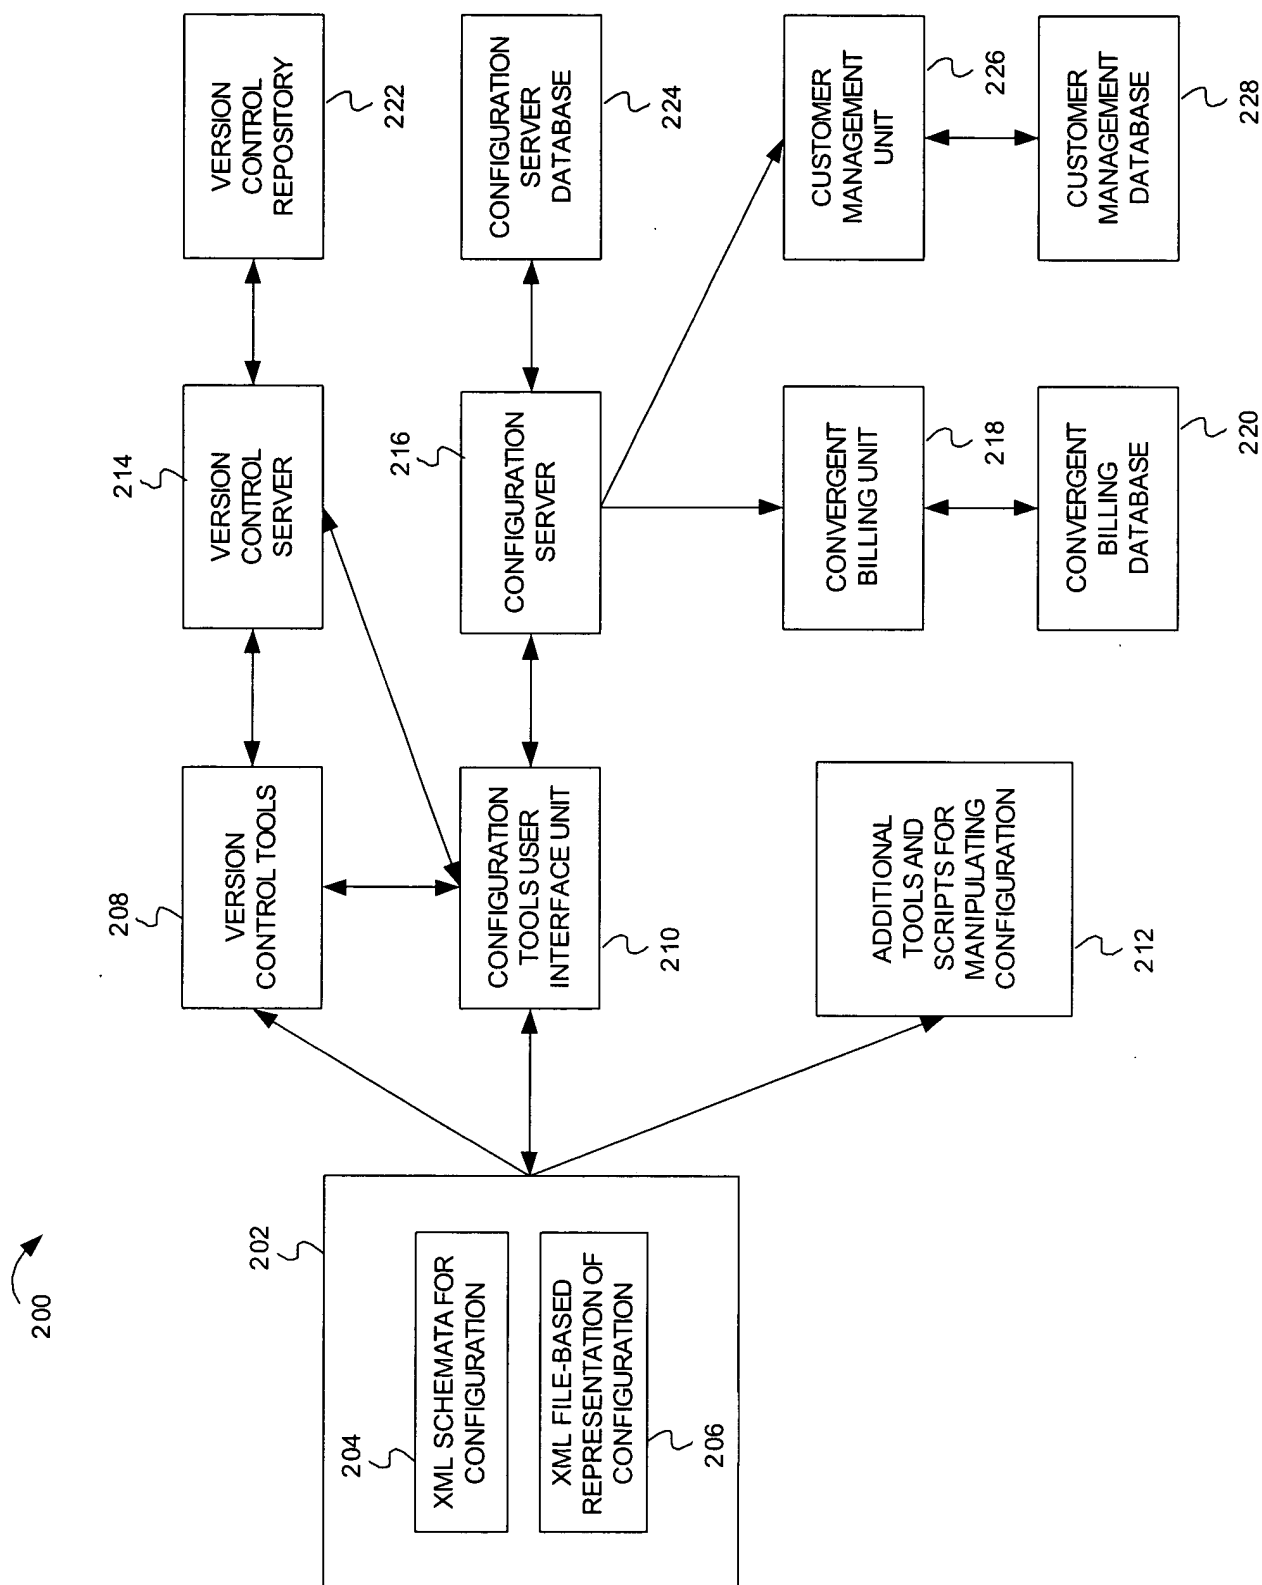 200
202
XML SCHEMATA FOR
CONFIGURATION
204
XML FILE-BASED
REPRESENTATION OF
CONFIGURATION
206
208
VERSION
CONTROL TOOLS
CONFIGURATION
TOOLS USER
INTERFACE UNIT
210
ADDITIONAL
TOOLS AND
SCRIPTS FOR
MANIPULATING
CONFIGURATION
212
214
VERSION
CONTROL
SERVER
216
CONFIGURATION
SERVER
CONVERGENT
BILLING UNIT
218
CONVERGENT
BILLING
DATABASE
220
VERSION
CONTROL
REPOSITORY
222
CONFIGURATION
SERVER
DATABASE
224
CUSTOMER
MANAGEMENT
UNIT
226
CUSTOMER
MANAGEMENT
DATABASE
228